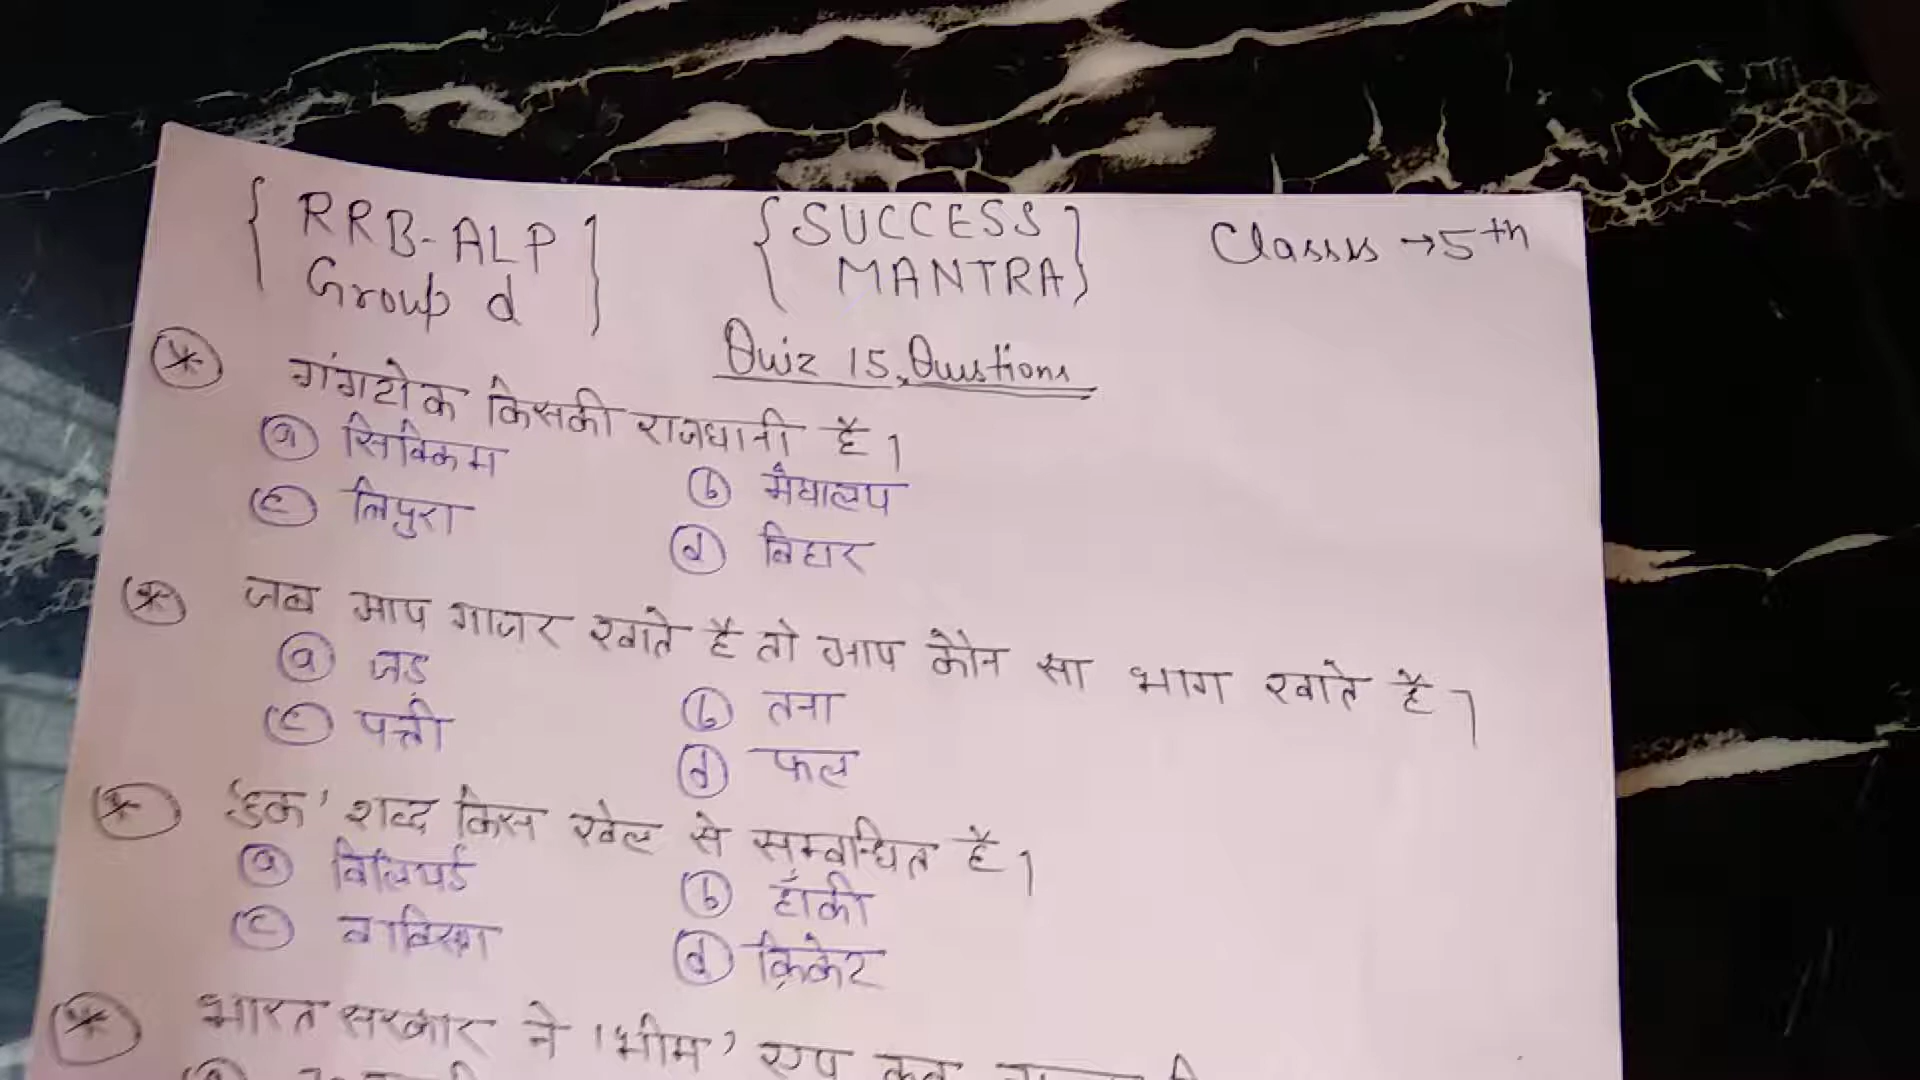 { RRB-ALP Group d }
{ SUCCESS MANTRA }
Classes → 5th
Quiz 15, Questions
* गंगटोक किसकी राजधानी है।
(a) सिक्किम (b) मेघालय
(c) त्रिपुरा (d) बिहार
* जब आप गाजर खाते है तो आप कौन सा भाग खाते है।
(a) जड़ (b) तना
(c) पत्ती (d) फल
* 'डक' शब्द किस खेल से सम्बन्धित है।
(a) बिलियर्ड (b) हॉकी
(c) बाक्सिंग (d) क्रिकेट
* भारत सरकार ने 'भीम' एप कब